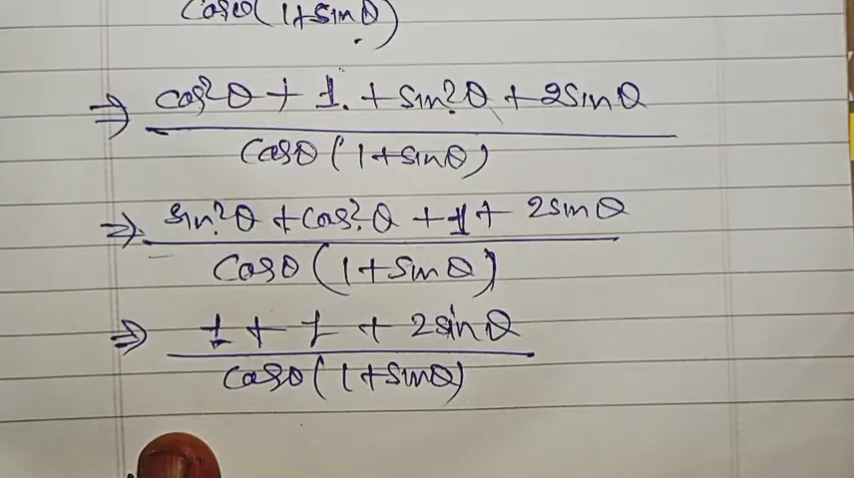 cosθ(1+sinθ)
⇒ cos²θ + 1 + sin²θ + 2sinθ
cosθ(1+sinθ)
⇒ sin²θ + cos²θ + 1 + 2sinθ
cosθ(1+sinθ)
⇒ 1 + 1 + 2sinθ
cosθ(1+sinθ)